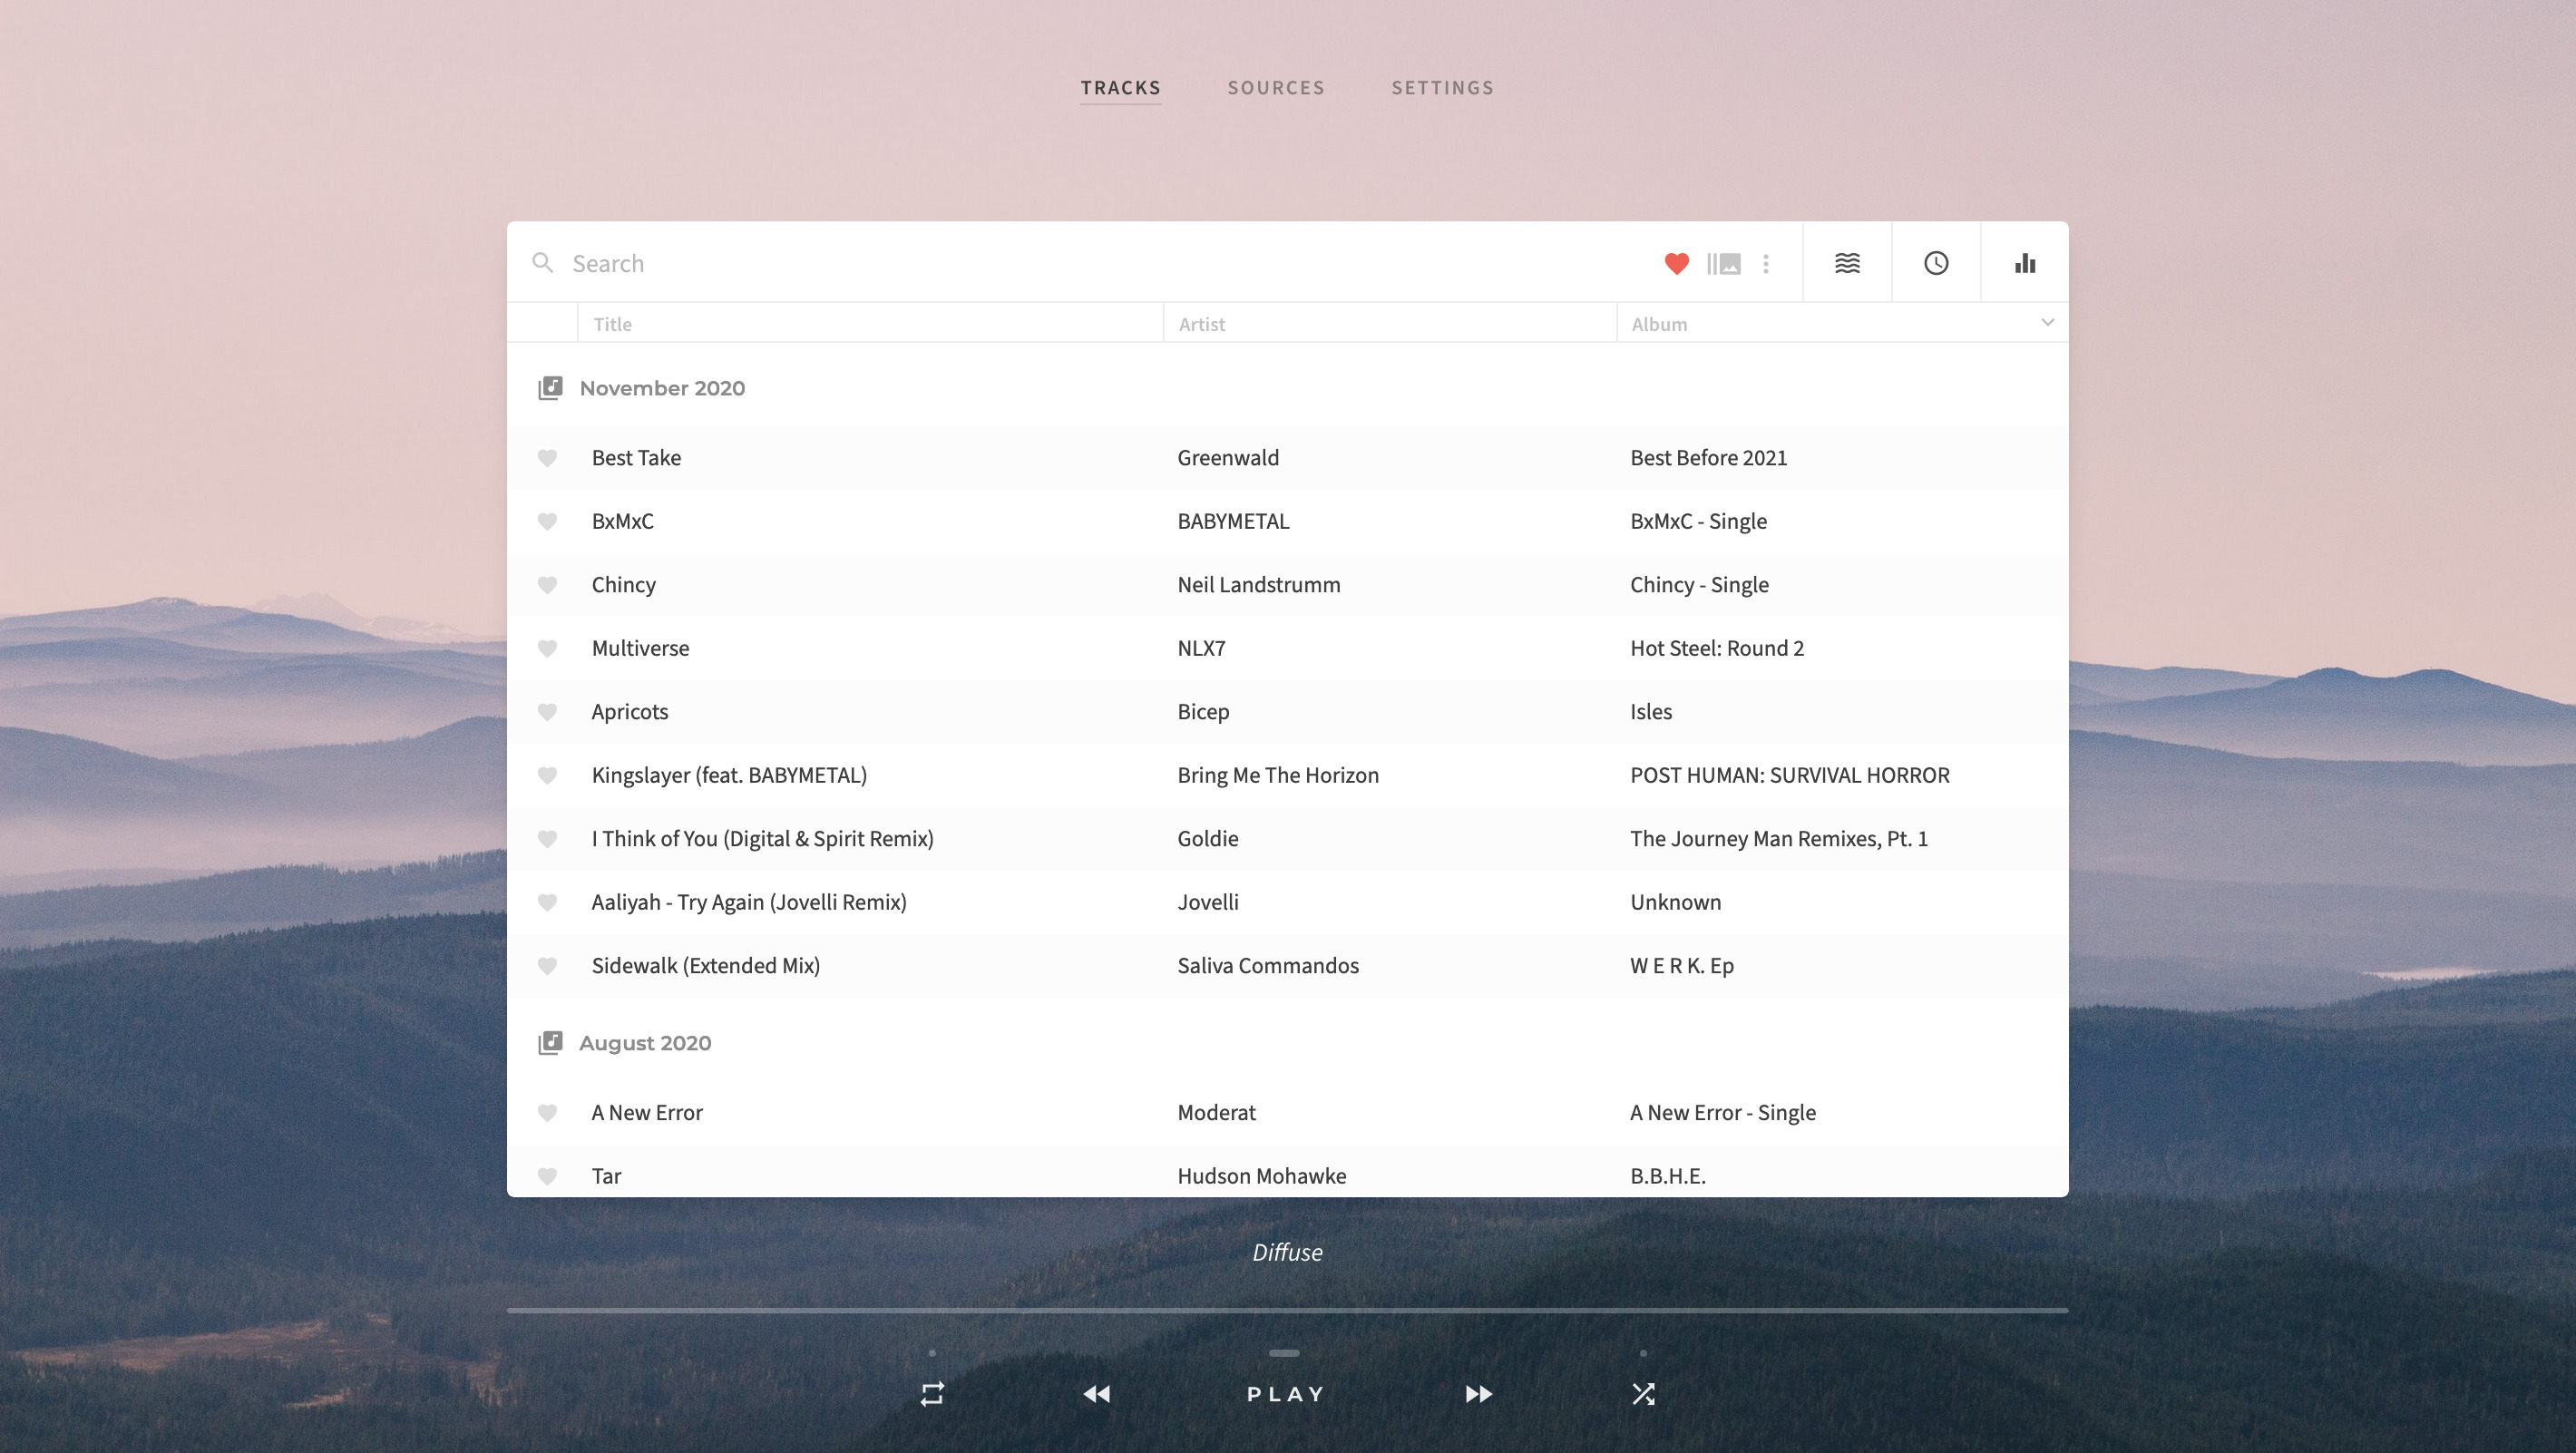 TRACKS SOURCES SETTINGS
Search
Title Artist Album
November 2020
Best Take Greenwald Best Before 2021
BxMxC BABYMETAL BxMxC - Single
Chincy Neil Landstrumm Chincy - Single
Multiverse NLX7 Hot Steel: Round 2
Apricots Bicep Isles
Kingslayer (feat. BABYMETAL) Bring Me The Horizon POST HUMAN: SURVIVAL HORROR
I Think of You (Digital & Spirit Remix) Goldie The Journey Man Remixes, Pt. 1
Aaliyah - Try Again (Jovelli Remix) Jovelli Unknown
Sidewalk (Extended Mix) Saliva Commandos W E R K. Ep
August 2020
A New Error Moderat A New Error - Single
Tar Hudson Mohawke B.B.H.E.
Diffuse
PLAY